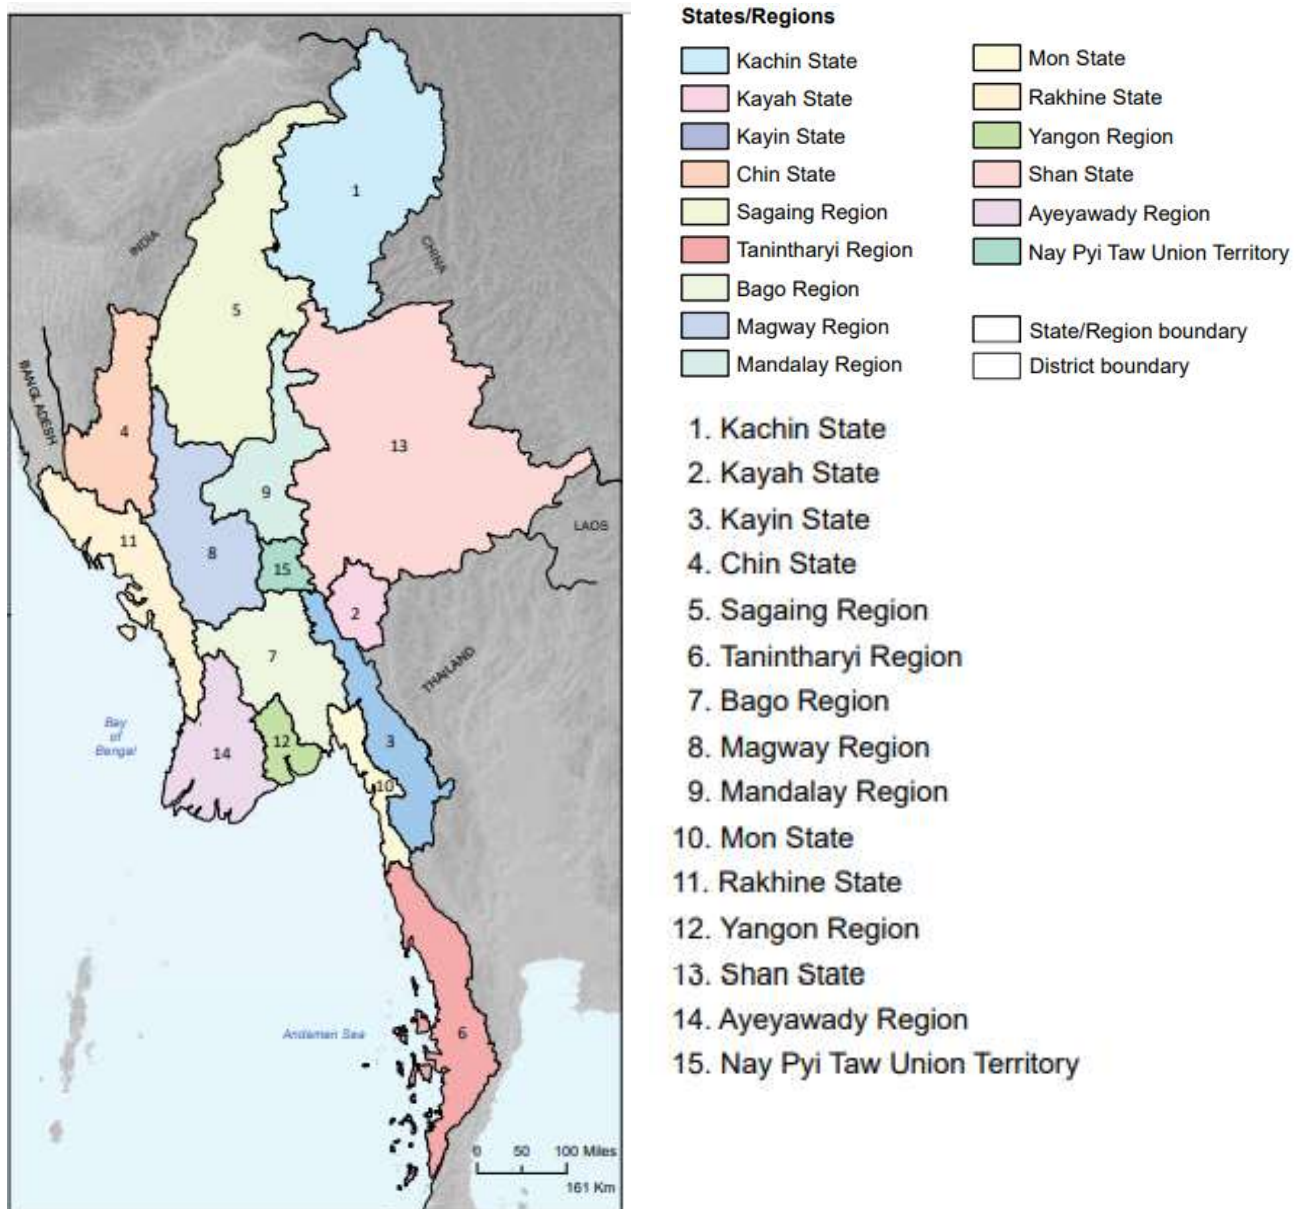 1
INDIA
CHINA
5
BANGLADESH
4
13
9
LAOS
11
8
15
2
7
THAILAND
Bay
of
Bengal
14
12
3
10
Andaman Sea
6
0 50 100 Miles
161 Km
States/Regions
Kachin State
Kayah State
Kayin State
Chin State
Sagaing Region
Tanintharyi Region
Bago Region
Magway Region
Mandalay Region
Mon State
Rakhine State
Yangon Region
Shan State
Ayeyawady Region
Nay Pyi Taw Union Territory
State/Region boundary
District boundary
1. Kachin State
2. Kayah State
3. Kayin State
4. Chin State
5. Sagaing Region
6. Tanintharyi Region
7. Bago Region
8. Magway Region
9. Mandalay Region
10. Mon State
11. Rakhine State
12. Yangon Region
13. Shan State
14. Ayeyawady Region
15. Nay Pyi Taw Union Territory